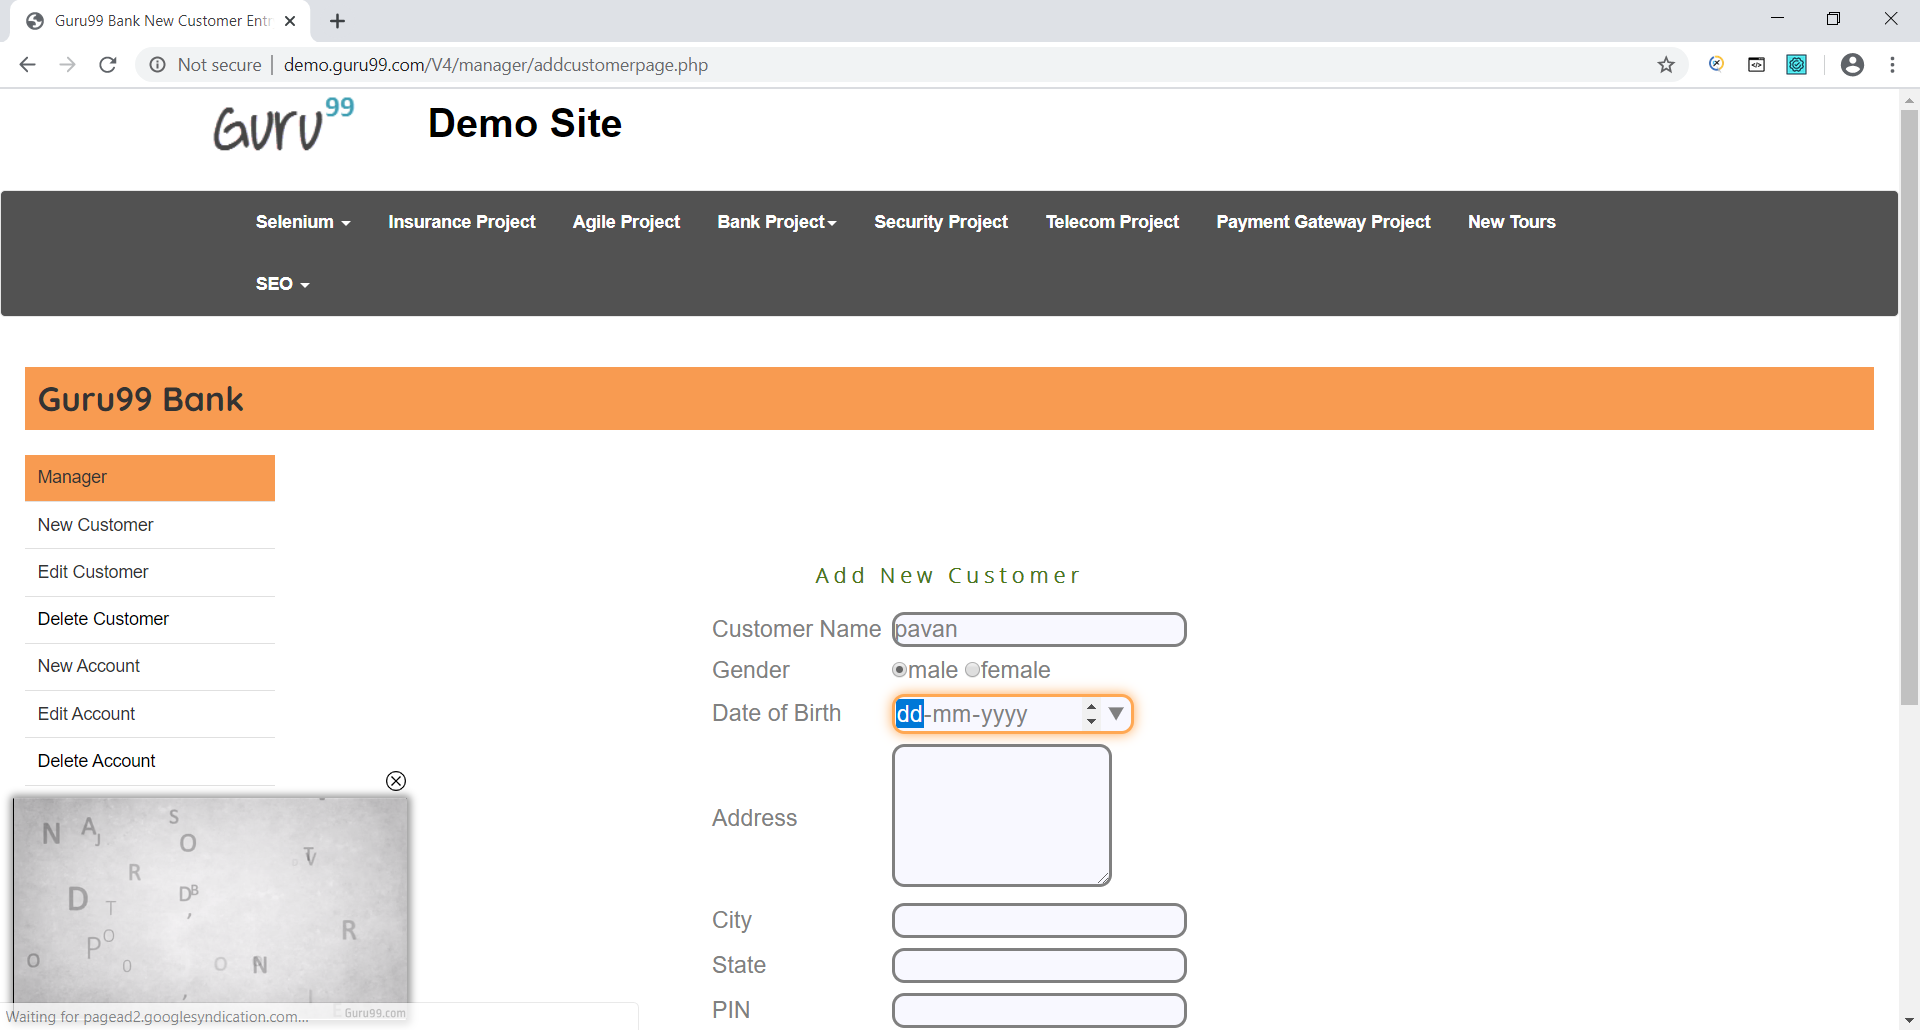 Guru99 Bank New Customer Entr
Not secure | demo.guru99.com/V4/manager/addcustomerpage.php
Guru99 Demo Site
Selenium Insurance Project Agile Project Bank Project Security Project Telecom Project Payment Gateway Project New Tours
SEO
Guru99 Bank
Manager
New Customer
Edit Customer
Delete Customer
New Account
Edit Account
Delete Account
Add New Customer
Customer Name pavan
Gender male female
Date of Birth dd-mm-yyyy
Address
City
State
PIN
N A J S O T V R D B D T P O O O O N R
© Guru99.com
Waiting for pagead2.googlesyndication.com...